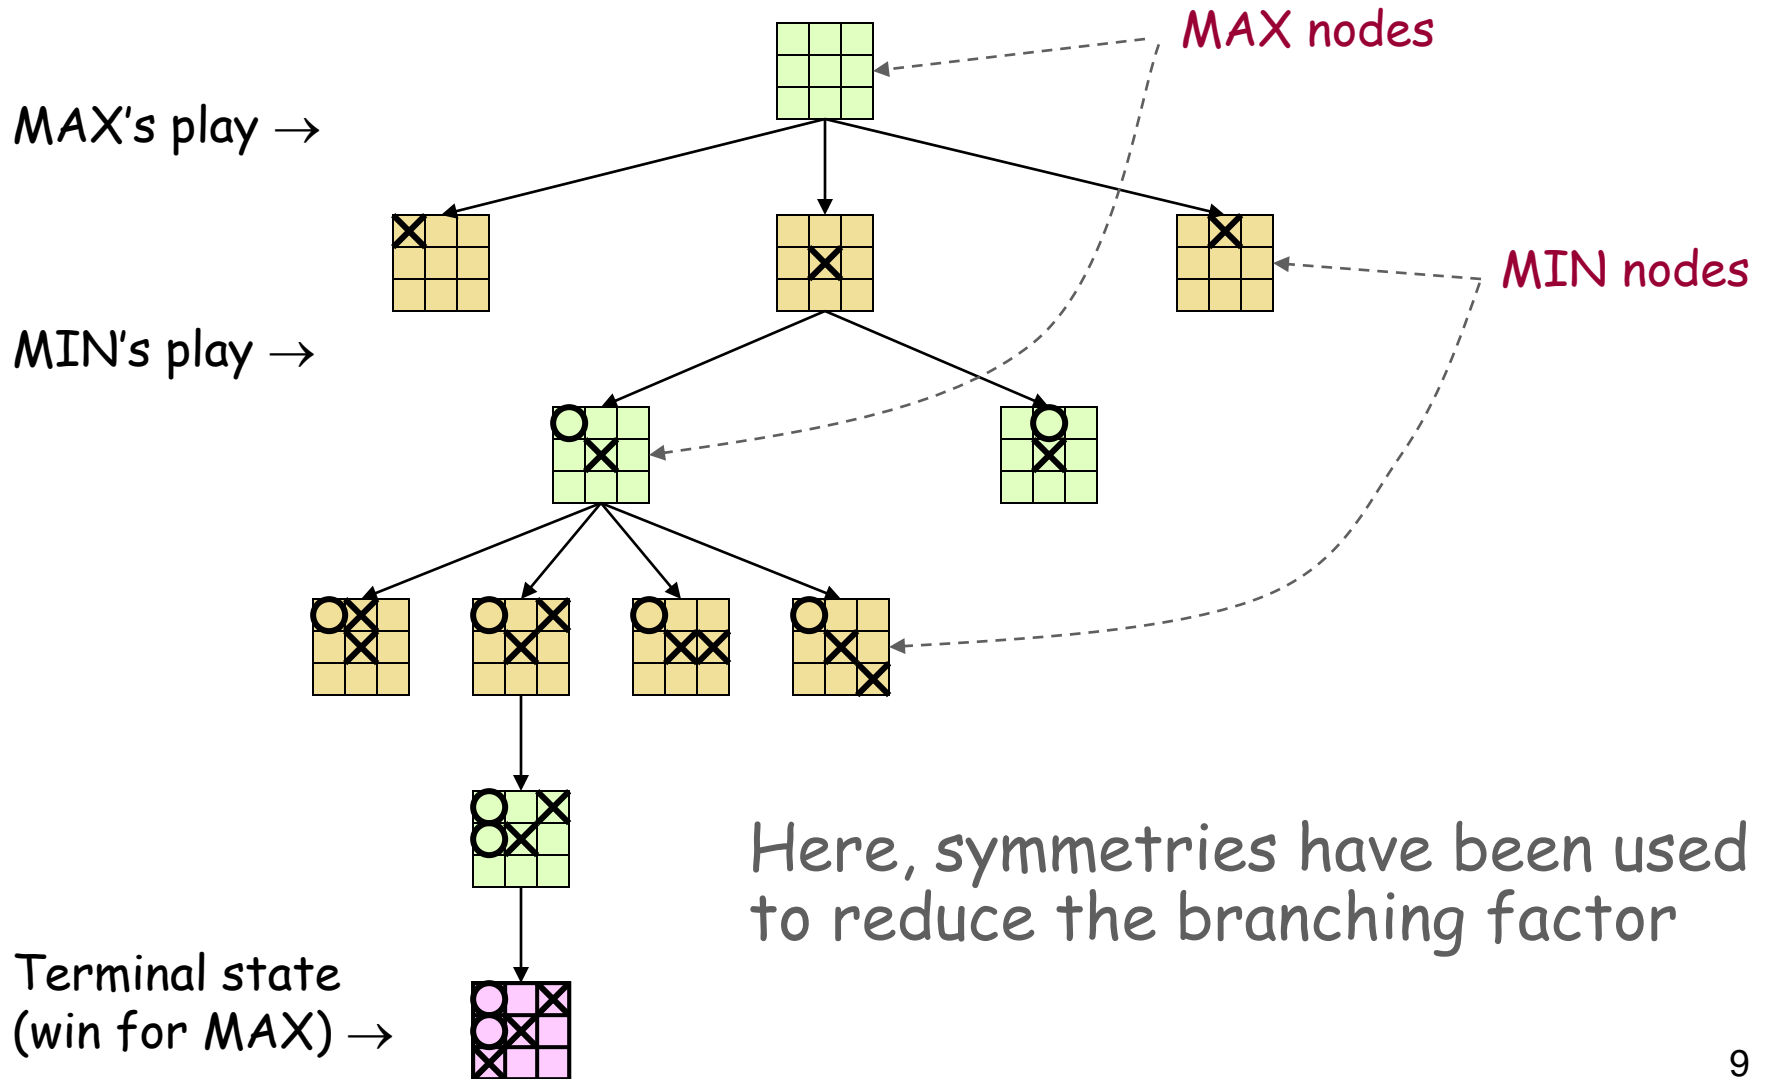 MAX nodes
MAX's play →
MIN nodes
MIN's play →
Here, symmetries have been used
to reduce the branching factor
Terminal state
(win for MAX) →
9